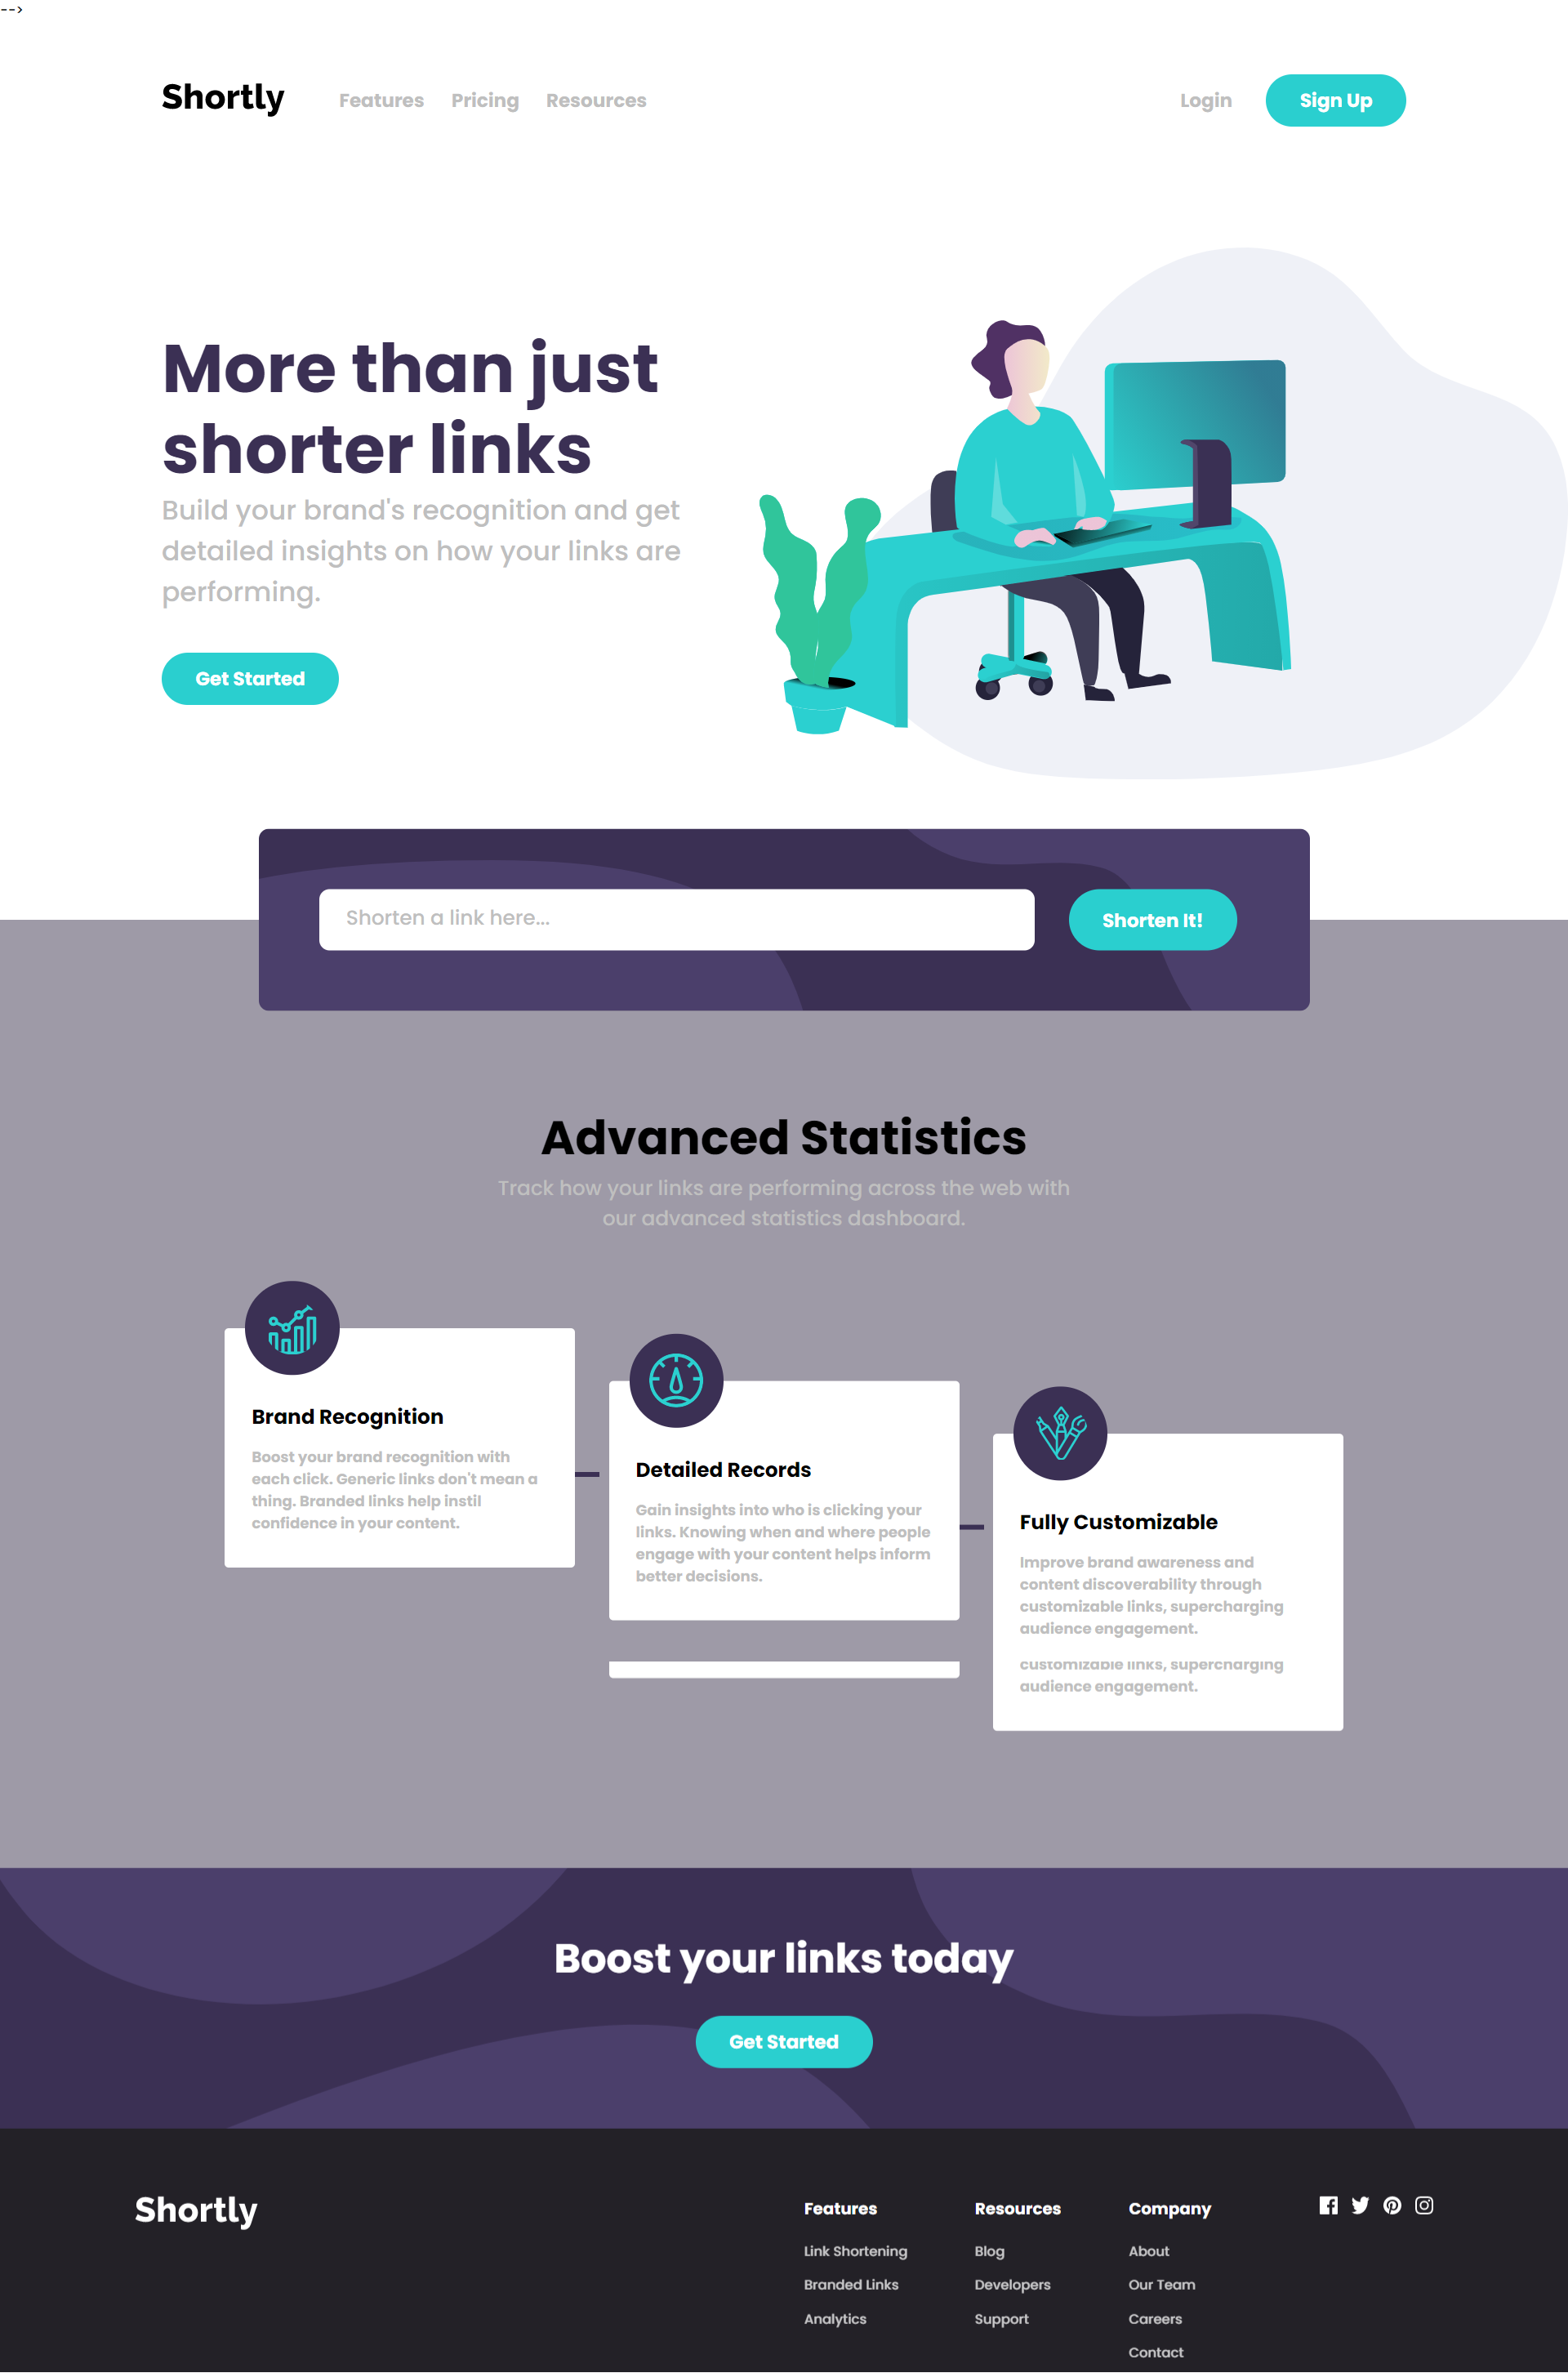 -->
Shortly
Features
Pricing
Resources
Login
Sign Up
More than just
shorter links
Build your brand's recognition and get
detailed insights on how your links are
performing.
Get Started
Shorten a link here...
Shorten It!
Advanced Statistics
Track how your links are performing across the web with
our advanced statistics dashboard.
Brand Recognition
Boost your brand recognition with
each click. Generic links don't mean a
thing. Branded links help instil
confidence in your content.
Detailed Records
Gain insights into who is clicking your
links. Knowing when and where people
engage with your content helps inform
better decisions.
Fully Customizable
Improve brand awareness and
content discoverability through
customizable links, supercharging
audience engagement.
customizable links, supercharging
audience engagement.
Boost your links today
Get Started
Shortly
Features
Link Shortening
Branded Links
Analytics
Resources
Blog
Developers
Support
Company
About
Our Team
Careers
Contact